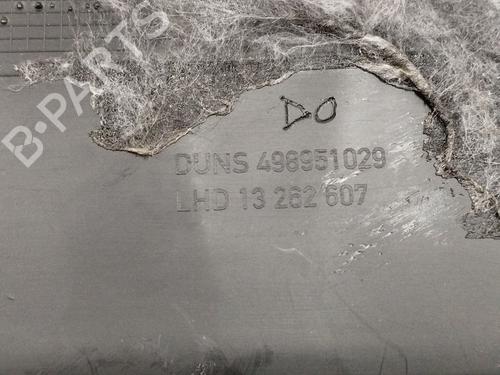 B-PARTS
DO
DUNS 498951029
LHD 13 262 607